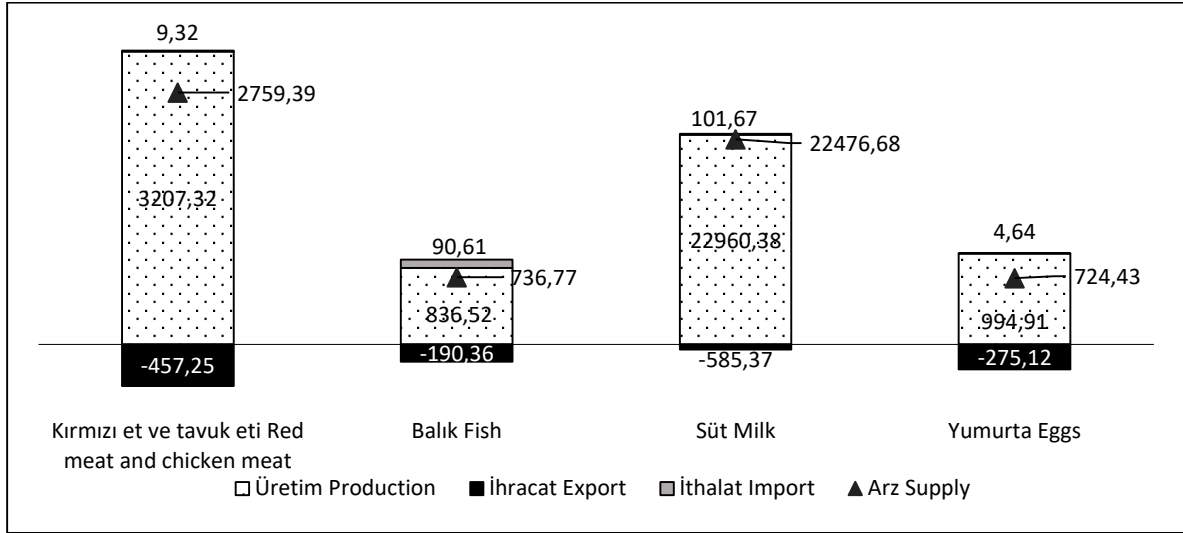 9,32
2759,39
3207,32
-457,25
90,61
736,77
836,52
-190,36
101,67
22476,68
22960,38
-585,37
4,64
724,43
994,91
-275,12
Kırmızı et ve tavuk eti Red
meat and chicken meat
Balık Fish
Süt Milk
Yumurta Eggs
Üretim Production
İhracat Export
İthalat Import
Arz Supply